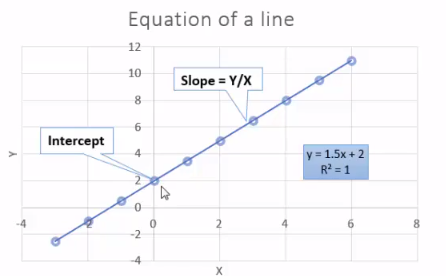 Equation of a line
12
10
8
6
4
2
0
-2
-4
-4
-2
0
2
4
6
8
Slope = Y/X
Intercept
y = 1.5x + 2
R² = 1
Y
X